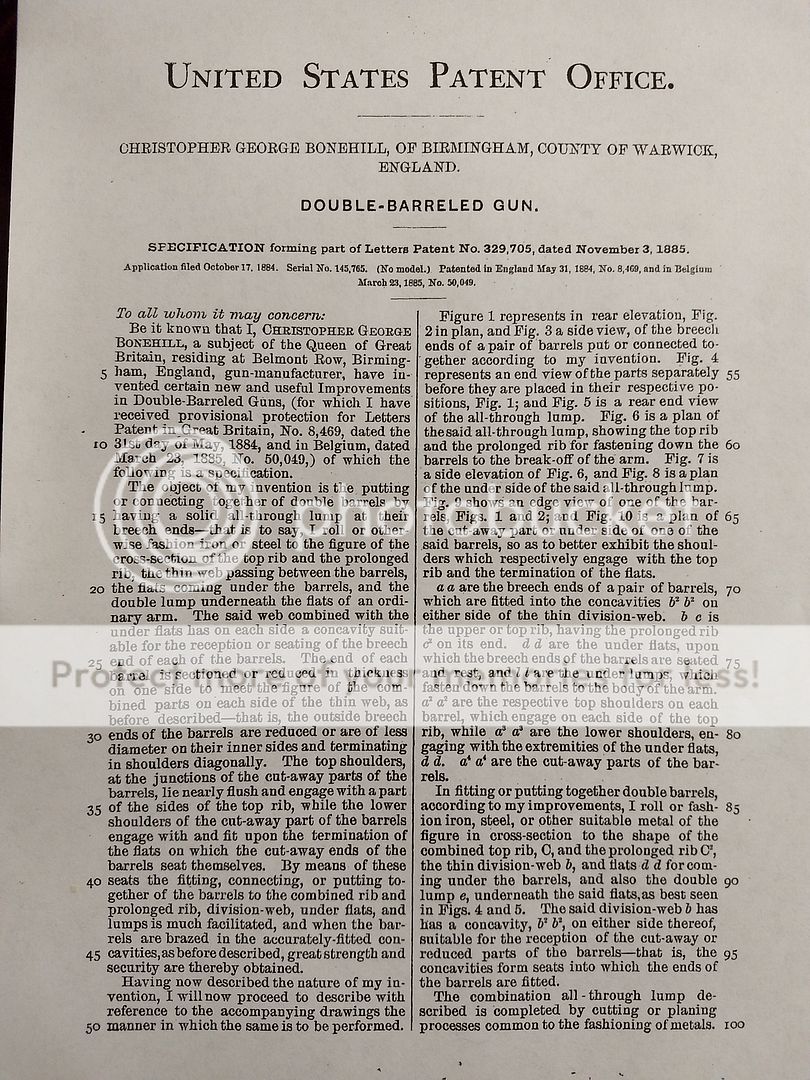 UNITED STATES PATENT OFFICE.
CHRISTOPHER GEORGE BONEHILL, OF BIRMINGHAM, COUNTY OF WARWICK,
ENGLAND.
DOUBLE-BARRELED GUN.
SPECIFICATION forming part of Letters Patent No. 329,705, dated November 3, 1885.
Application filed October 17, 1884. Serial No. 145,765. (No model.) Patented in England May 31, 1884, No. 8,469, and in Belgium
March 23, 1885, No. 50,049.
To all whom it may concern:
Be it known that I, CHRISTOPHER GEORGE
BONEHILL, a subject of the Queen of Great
Britain, residing at Belmont Row, Birming-
5 ham, England, gun-manufacturer, have in-
vented certain new and useful Improvements
in Double-Barreled Guns, (for which I have
received provisional protection for Letters
Patent in Great Britain, No. 8,469, dated the
10 31st day of May, 1884, and in Belgium, dated
March 23, 1885, No. 50,049,) of which the
following is a specification.
The object of my invention is the putting
or connecting together of double barrels by
15 having a solid all-through lump at their
breech ends—that is to say, I roll or other-
wise fashion iron or steel to the figure of the
cross-section of the top rib and the prolonged
rib, the thin web passing between the barrels,
20 the flats coming under the barrels, and the
double lump underneath the flats of an ordi-
nary arm. The said web combined with the
under flats has on each side a concavity suit-
able for the reception or seating of the breech
25 end of each of the barrels. The end of each
barrel is sectioned or reduced in thickness
on one side to meet the figure of the com-
bined parts on each side of the thin web, as
before described—that is, the outside breech
30 ends of the barrels are reduced or are of less
diameter on their inner sides and terminating
in shoulders diagonally. The top shoulders,
at the junctions of the cut-away parts of the
barrels, lie nearly flush and engage with a part
35 of the sides of the top rib, while the lower
shoulders of the cut-away part of the barrels
engage with and fit upon the termination of
the flats on which the cut-away ends of the
barrels seat themselves. By means of these
40 seats the fitting, connecting, or putting to-
gether of the barrels to the combined rib and
prolonged rib, division-web, under flats, and
lumps is much facilitated, and when the bar-
rels are brazed in the accurately-fitted con-
45 cavities, as before described, great strength and
security are thereby obtained.
Having now described the nature of my in-
vention, I will now proceed to describe with
reference to the accompanying drawings the
50 manner in which the same is to be performed.
Figure 1 represents in rear elevation, Fig.
2 in plan, and Fig. 3 a side view, of the breech
ends of a pair of barrels put or connected to-
gether according to my invention. Fig. 4
represents an end view of the parts separately 55
before they are placed in their respective po-
sitions, Fig. 1; and Fig. 5 is a rear end view
of the all-through lump. Fig. 6 is a plan of
the said all-through lump, showing the top rib
and the prolonged rib for fastening down the 60
barrels to the break-off of the arm. Fig. 7 is
a side elevation of Fig. 6, and Fig. 8 is a plan
of the under side of the said all-through lump.
Fig. 9 shows an edge view of one of the bar-
rels, Figs. 1 and 2; and Fig. 10 is a plan of 65
the cut-away part or under side of one of the
said barrels, so as to better exhibit the shoul-
ders which respectively engage with the top
rib and the termination of the flats.
a a are the breech ends of a pair of barrels, 70
which are fitted into the concavities b² b² on
either side of the thin division-web. b c is
the upper or top rib, having the prolonged rib
c² on its end. d d are the under flats, upon
which the breech ends of the barrels are seated 75
and rest, and l l are the under lumps, which
fasten down the barrels to the body of the arm.
a² a² are the respective top shoulders on each
barrel, which engage on each side of the top
rib, while a³ a³ are the lower shoulders, en- 80
gaging with the extremities of the under flats,
d d. a⁴ a⁴ are the cut-away parts of the bar-
rels.
In fitting or putting together double barrels,
according to my improvements, I roll or fash- 85
ion iron, steel, or other suitable metal of the
figure in cross-section to the shape of the
combined top rib, C, and the prolonged rib C²,
the thin division-web b, and flats d d for com-
ing under the barrels, and also the double 90
lump e, underneath the said flats, as best seen
in Figs. 4 and 5. The said division-web b has
has a concavity, b² b², on either side thereof,
suitable for the reception of the cut-away or
reduced parts of the barrels—that is, the 95
concavities form seats into which the ends of
the barrels are fitted.
The combination all-through lump de-
scribed is completed by cutting or planing
processes common to the fashioning of metals. 100
photobucket